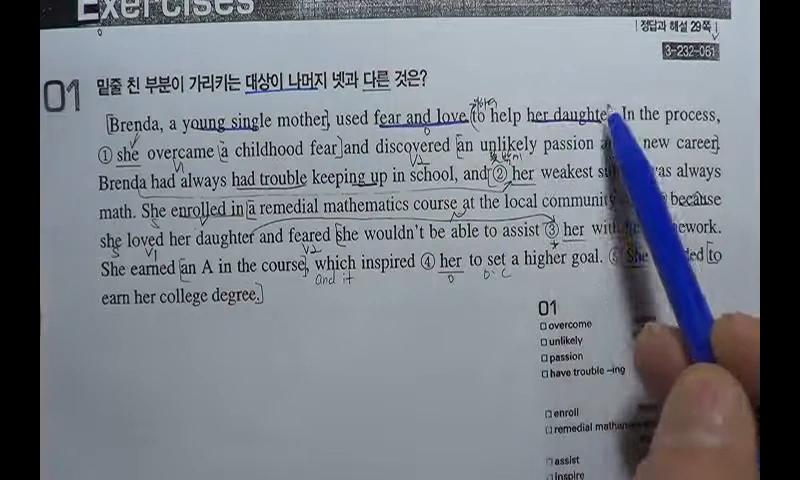 Exercises
정답과 해설 29쪽
3-232-061
01 밑줄 친 부분이 가리키는 대상이 나머지 넷과 다른 것은?
Brenda, a young single mother, used fear and love to help her daughte In the process,
① she overcame a childhood fear and discovered an unlikely passion a new career.
Brenda had always had trouble keeping up in school, and ② her weakest was always
math. She enrolled in a remedial mathematics course at the local community because
she loved her daughter and feared she wouldn't be able to assist ③ her with
She earned an A in the course, which inspired ④ her to set a higher goal. She to
and it
earn her college degree.
01
overcome
unlikely
passion
have trouble –ing
enroll
remedial
assist
inspire